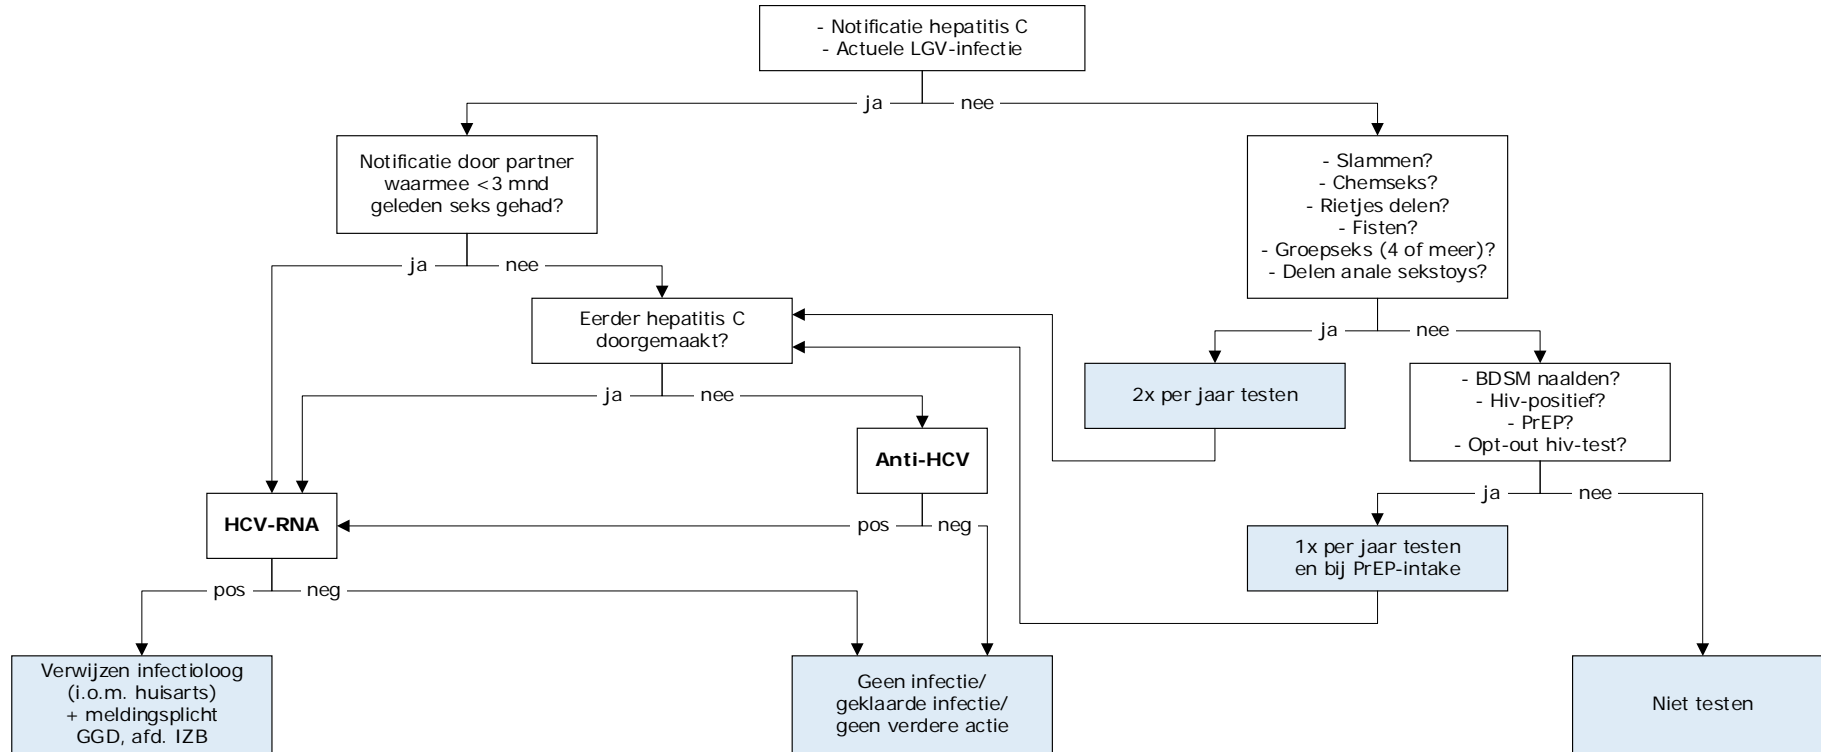 - Notificatie hepatitis C
- Actuele LGV-infectie
ja
nee
Notificatie door partner
waarmee <3 mnd
geleden seks gehad?
- Slammen?
- Chemseks?
- Rietjes delen?
- Fisten?
- Groepseks (4 of meer)?
- Delen anale sekstoys?
ja
nee
Eerder hepatitis C
doorgemaakt?
ja
nee
2x per jaar testen
- BDSM naalden?
- Hiv-positief?
- PrEP?
- Opt-out hiv-test?
ja
nee
Anti-HCV
ja
nee
HCV-RNA
pos
neg
1x per jaar testen
en bij PrEP-intake
pos
neg
Verwijzen infectioloog
(i.o.m. huisarts)
+ meldingsplicht
GGD, afd. IZB
Geen infectie/
geklaarde infectie/
geen verdere actie
Niet testen